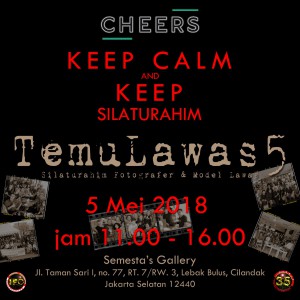 CHEERS
KEEP CALM
AND
KEEP
SILATURAHIM
TemuLawas5
Silaturahim Fotografer & Model Lawas
5 Mei 2018
jam 11.00 - 16.00
Semesta's Gallery
Jl. Taman Sari I, no. 77, RT. 7/RW. 3, Lebak Bulus, Cilandak
Jakarta Selatan 12440
35